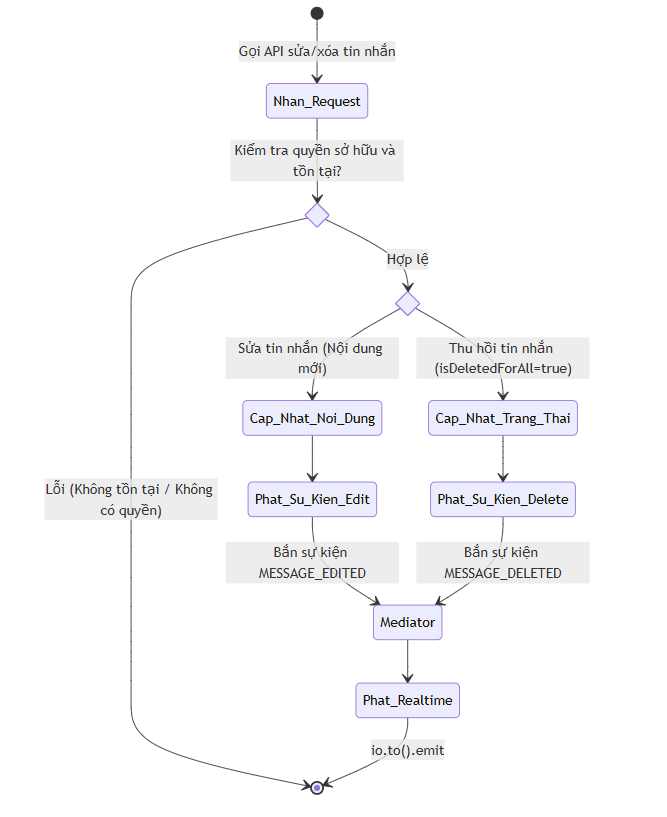 Gọi API sửa/xóa tin nhắn
Nhan_Request
Kiểm tra quyền sở hữu và
tồn tại?
Hợp lệ
Sửa tin nhắn (Nội dung
mới)
Thu hồi tin nhắn
(isDeletedForAll=true)
Cap_Nhat_Noi_Dung
Cap_Nhat_Trang_Thai
Lỗi (Không tồn tại / Không
có quyền)
Phat_Su_Kien_Edit
Phat_Su_Kien_Delete
Bắn sự kiện
MESSAGE_EDITED
Bắn sự kiện
MESSAGE_DELETED
Mediator
Phat_Realtime
io.to().emit